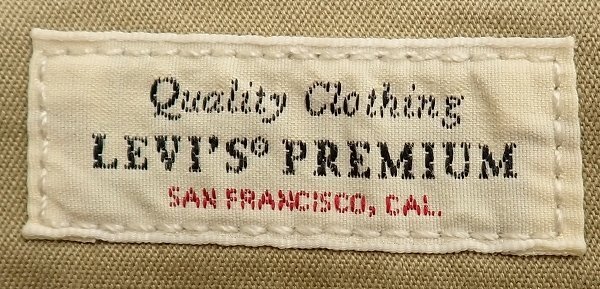 Quality Clothing
LEVI'S® PREMIUM
SAN FRANCISCO, CAL.